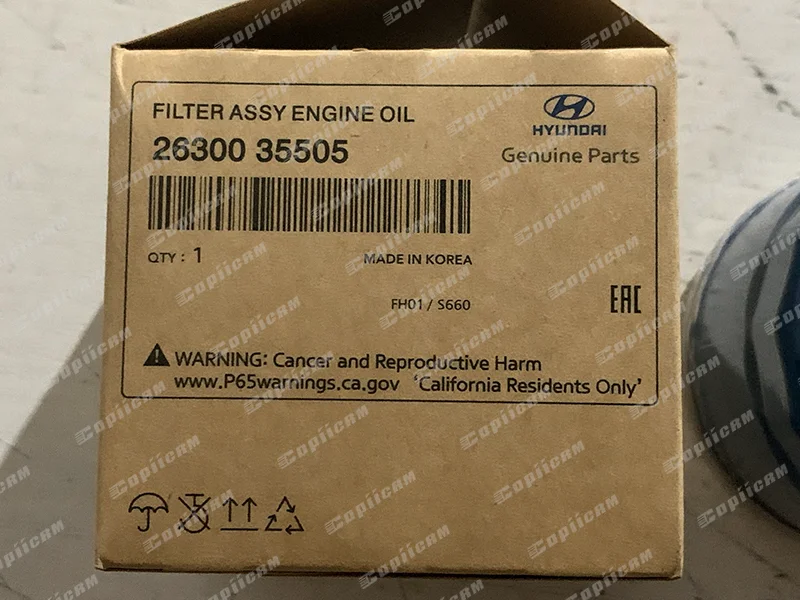 FILTER ASSY ENGINE OIL
26300 35505
HYUNDAI
Genuine Parts
QTY : 1
MADE IN KOREA
FH01 / S660
EAC
WARNING: Cancer and Reproductive Harm
www.P65warnings.ca.gov 'California Residents Only'
Copiicam